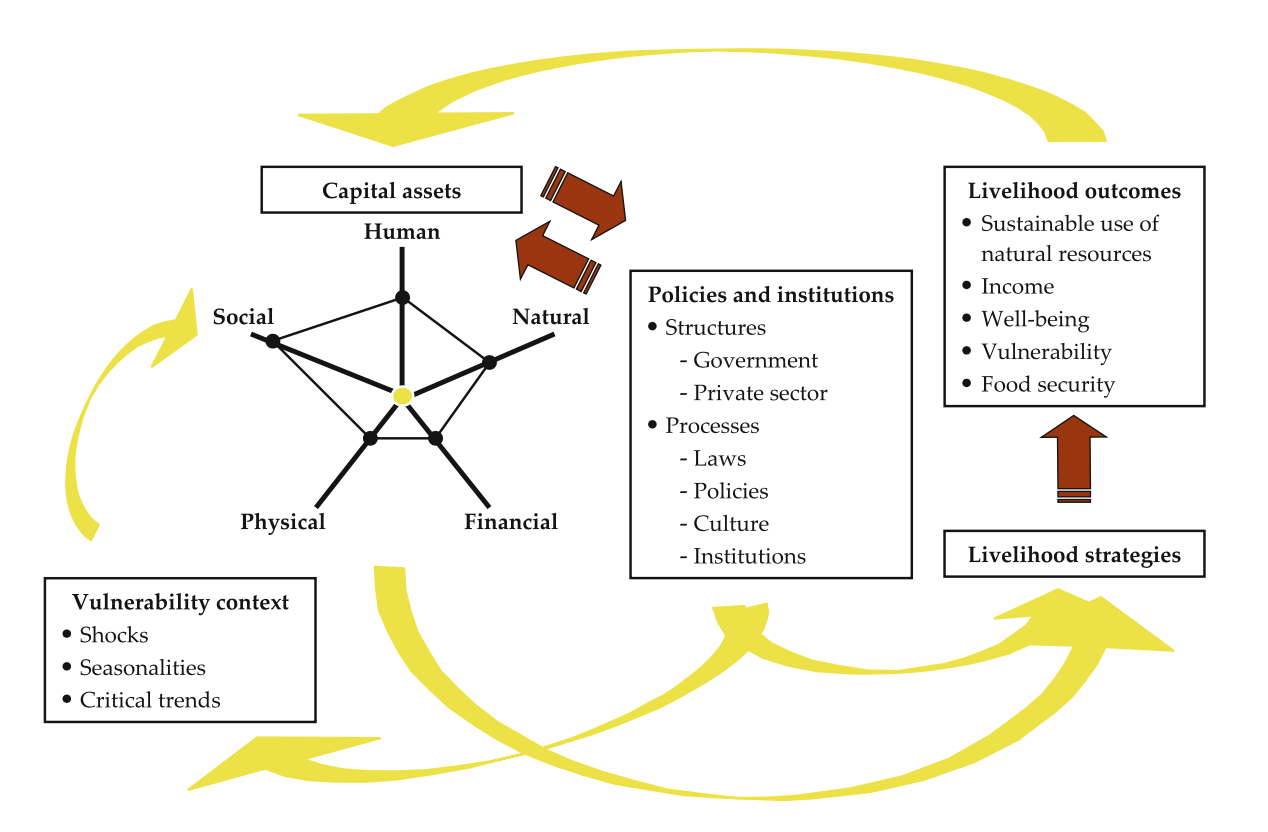 Capital assets
Human
Social
Natural
Physical
Financial
Vulnerability context
• Shocks
• Seasonalities
• Critical trends
Policies and institutions
• Structures
- Government
- Private sector
• Processes
- Laws
- Policies
- Culture
- Institutions
Livelihood outcomes
• Sustainable use of
natural resources
• Income
• Well-being
• Vulnerability
• Food security
Livelihood strategies